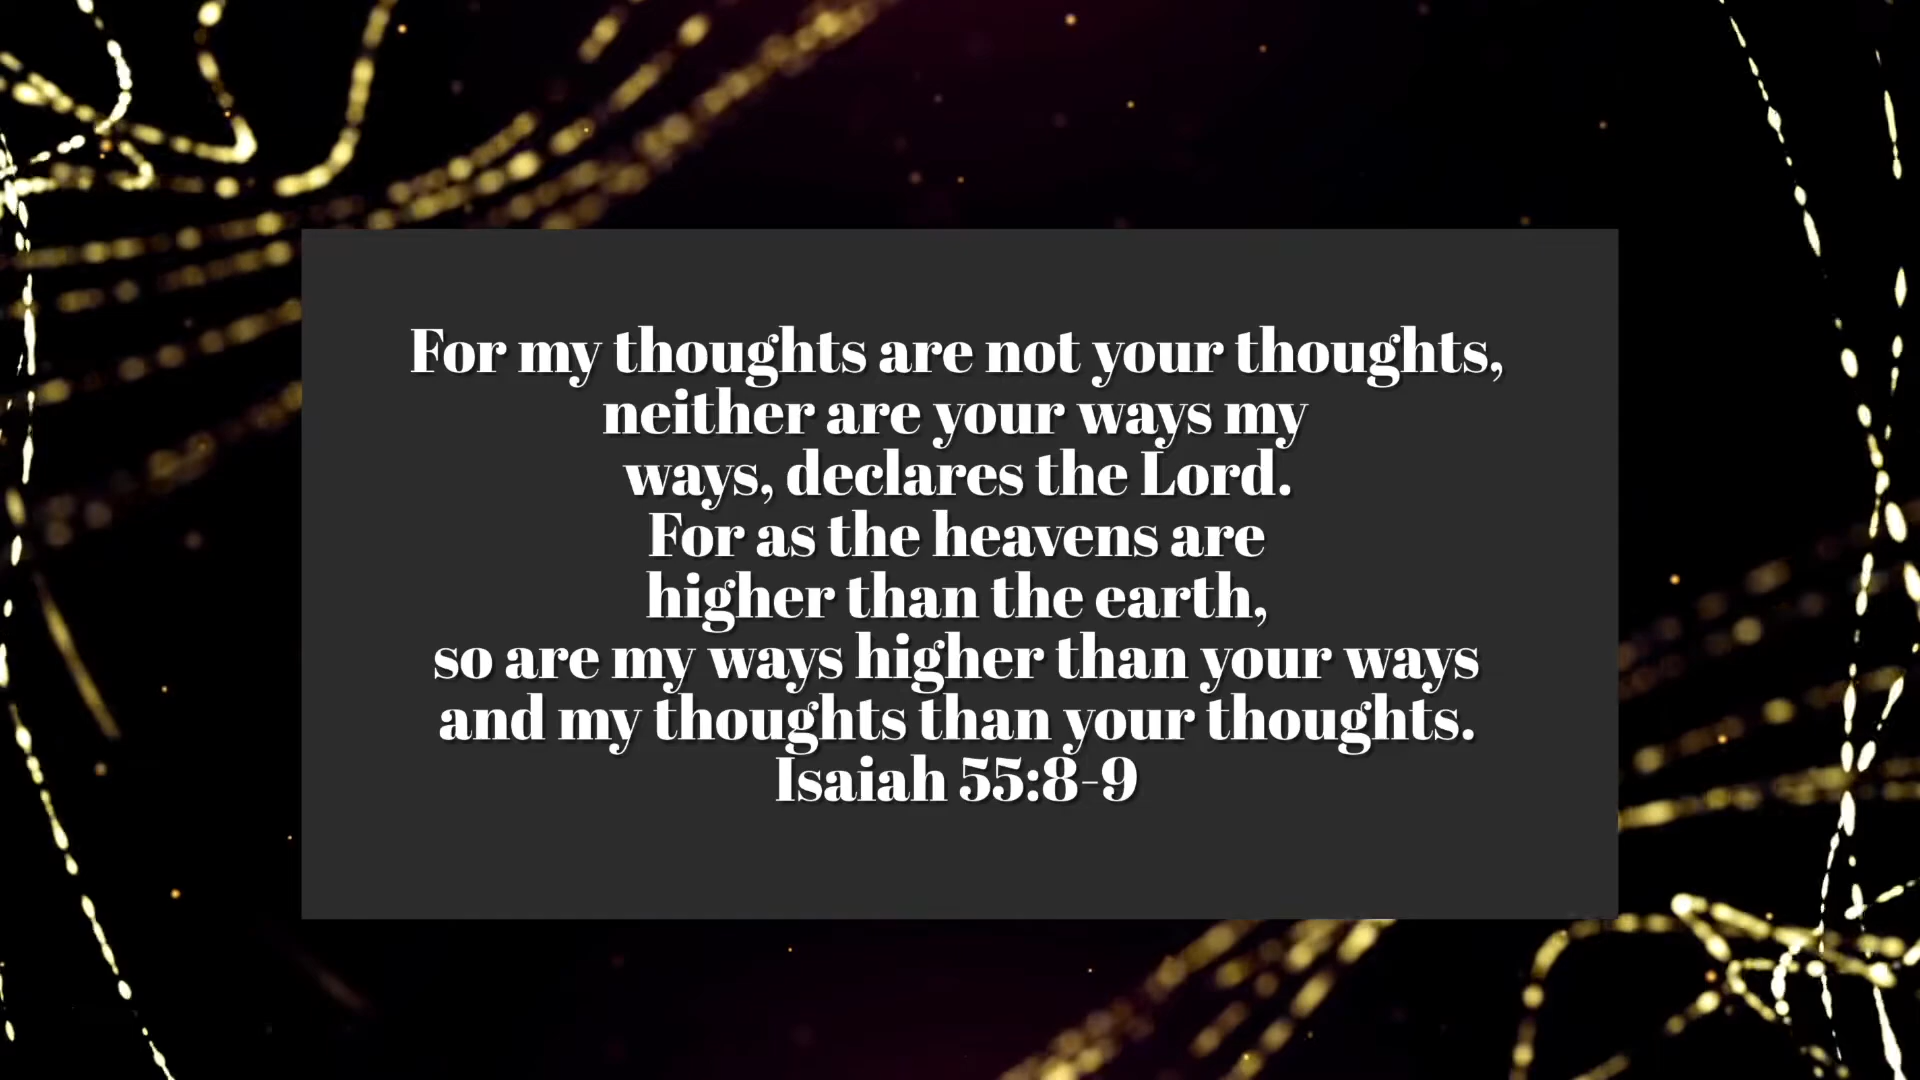 For my thoughts are not your thoughts,
neither are your ways my
ways, declares the Lord.
For as the heavens are
higher than the earth,
so are my ways higher than your ways
and my thoughts than your thoughts.
Isaiah 55:8-9